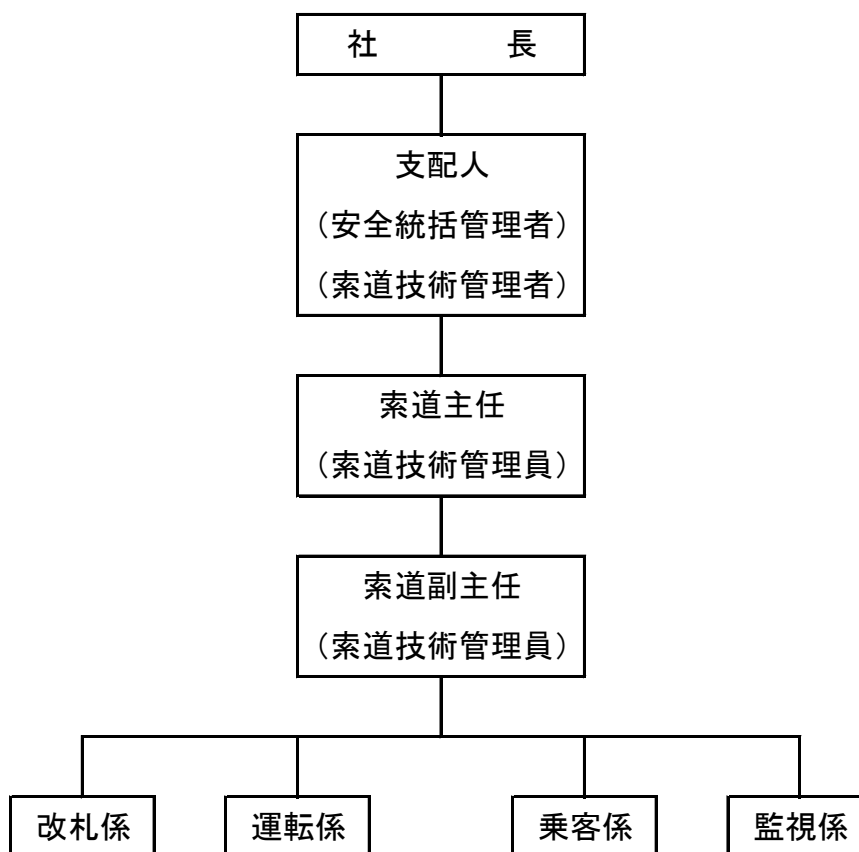 社長
支配人
（安全統括管理者）
（索道技術管理者）
索道主任
（索道技術管理員）
索道副主任
（索道技術管理員）
改札係 運転係 乗客係 監視係